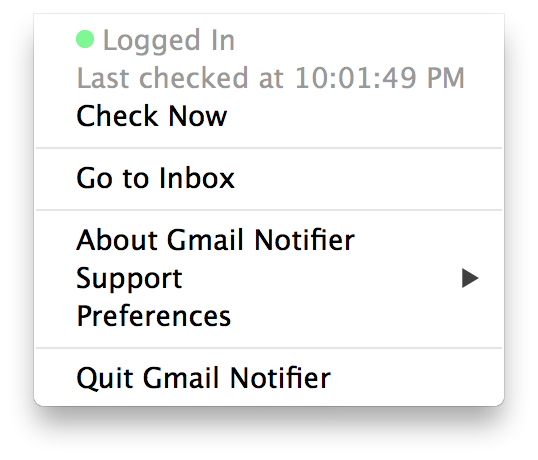 Logged In
Last checked at 10:01:49 PM
Check Now
Go to Inbox
About Gmail Notifier
Support
Preferences
Quit Gmail Notifier